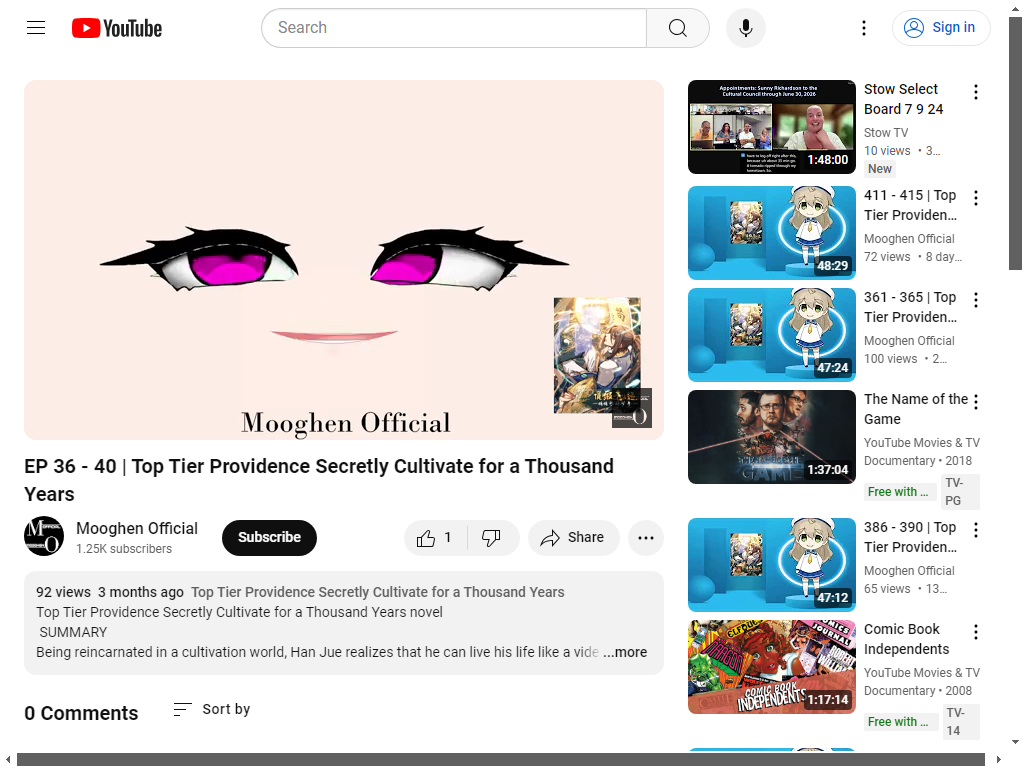 YouTube
Search
Sign in
Mooghen Official
EP 36 - 40 | Top Tier Providence Secretly Cultivate for a Thousand
Years
Mooghen Official
1.25K subscribers
Subscribe
1
Share
92 views 3 months ago Top Tier Providence Secretly Cultivate for a Thousand Years
Top Tier Providence Secretly Cultivate for a Thousand Years novel
SUMMARY
Being reincarnated in a cultivation world, Han Jue realizes that he can live his life like a vide ...more
0 Comments
Sort by
Appointments: Sunny Richardson to the
Cultural Council through June 30, 2026
1:48:00
Stow Select
Board 7 9 24
Stow TV
10 views • 3…
New
48:29
411 - 415 | Top
Tier Providen…
Mooghen Official
72 views • 8 day…
47:24
361 - 365 | Top
Tier Providen…
Mooghen Official
100 views • 2…
1:37:04
The Name of the
Game
YouTube Movies & TV
Documentary • 2018
Free with …
TV-
PG
47:12
386 - 390 | Top
Tier Providen…
Mooghen Official
65 views • 13…
COMIC BOOK
INDEPENDENTS
1:17:14
Comic Book
Independents
YouTube Movies & TV
Documentary • 2008
Free with …
TV-
14